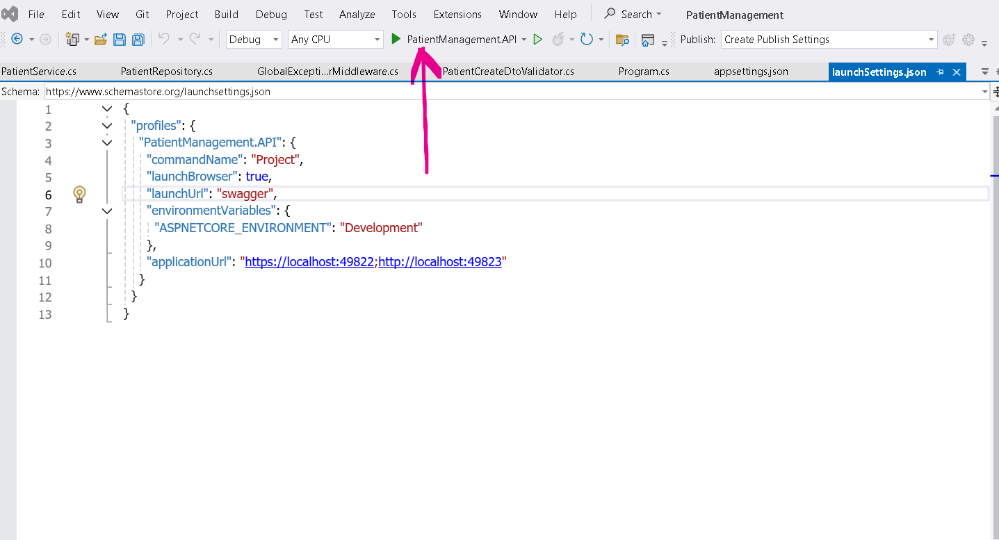 File Edit View Git Project Build Debug Test Analyze Tools Extensions Window Help Search PatientManagement
Debug Any CPU PatientManagement.API Publish: Create Publish Settings
PatientService.cs PatientRepository.cs GlobalExcepti...rMiddleware.cs PatientCreateDtoValidator.cs Program.cs appsettings.json launchSettings.json
Schema: https://www.schemastore.org/launchsettings.json
1 {
2 "profiles": {
3 "PatientManagement.API": {
4 "commandName": "Project",
5 "launchBrowser": true,
6 "launchUrl": "swagger",
7 "environmentVariables": {
8 "ASPNETCORE_ENVIRONMENT": "Development"
9 },
10 "applicationUrl": "https://localhost:49822;http://localhost:49823"
11 }
12 }
13 }